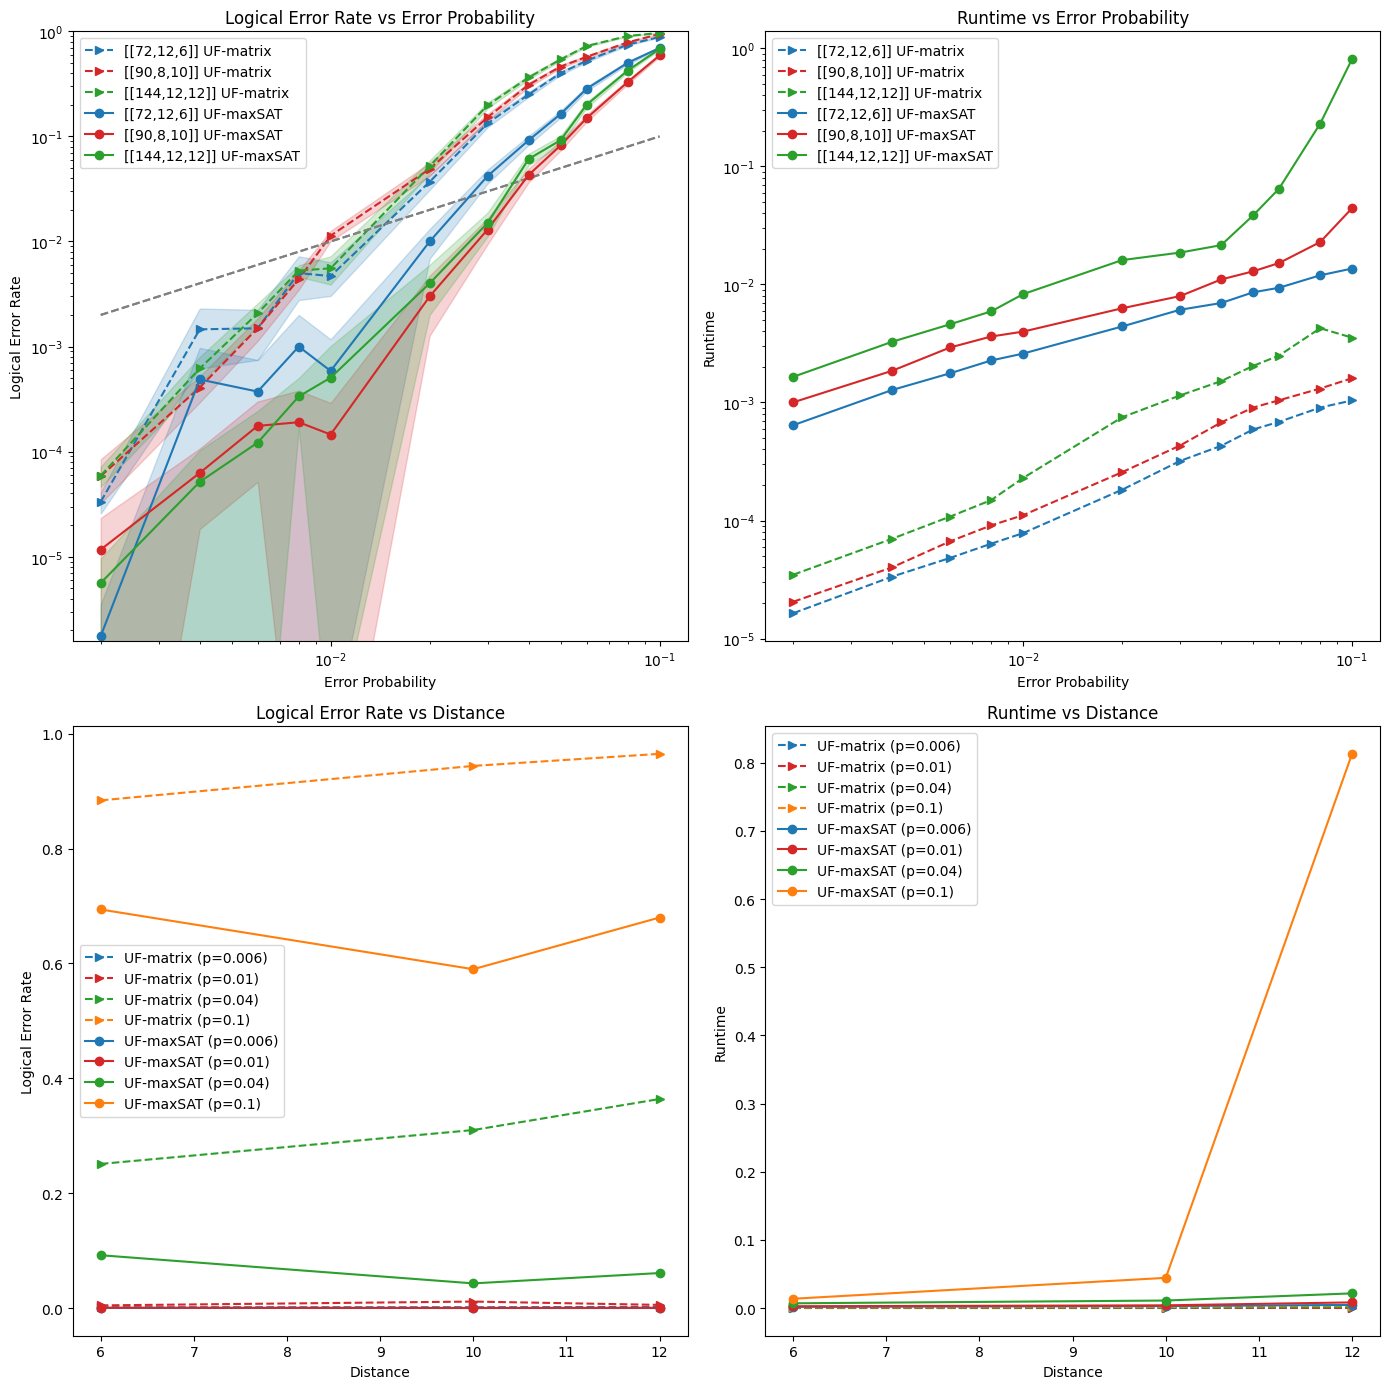 Logical Error Rate vs Error Probability
Logical Error Rate
10⁰
10⁻¹
10⁻²
10⁻³
10⁻⁴
10⁻⁵
[[72,12,6]] UF-matrix
[[90,8,10]] UF-matrix
[[144,12,12]] UF-matrix
[[72,12,6]] UF-maxSAT
[[90,8,10]] UF-maxSAT
[[144,12,12]] UF-maxSAT
10⁻² 10⁻¹
Error Probability
Runtime vs Error Probability
Runtime
10⁰
10⁻¹
10⁻²
10⁻³
10⁻⁴
10⁻⁵
[[72,12,6]] UF-matrix
[[90,8,10]] UF-matrix
[[144,12,12]] UF-matrix
[[72,12,6]] UF-maxSAT
[[90,8,10]] UF-maxSAT
[[144,12,12]] UF-maxSAT
10⁻² 10⁻¹
Error Probability
Logical Error Rate vs Distance
Logical Error Rate
1.0
0.8
0.6
0.4
0.2
0.0
UF-matrix (p=0.006)
UF-matrix (p=0.01)
UF-matrix (p=0.04)
UF-matrix (p=0.1)
UF-maxSAT (p=0.006)
UF-maxSAT (p=0.01)
UF-maxSAT (p=0.04)
UF-maxSAT (p=0.1)
6 7 8 9 10 11 12
Distance
Runtime vs Distance
Runtime
0.8
0.7
0.6
0.5
0.4
0.3
0.2
0.1
0.0
UF-matrix (p=0.006)
UF-matrix (p=0.01)
UF-matrix (p=0.04)
UF-matrix (p=0.1)
UF-maxSAT (p=0.006)
UF-maxSAT (p=0.01)
UF-maxSAT (p=0.04)
UF-maxSAT (p=0.1)
6 7 8 9 10 11 12
Distance